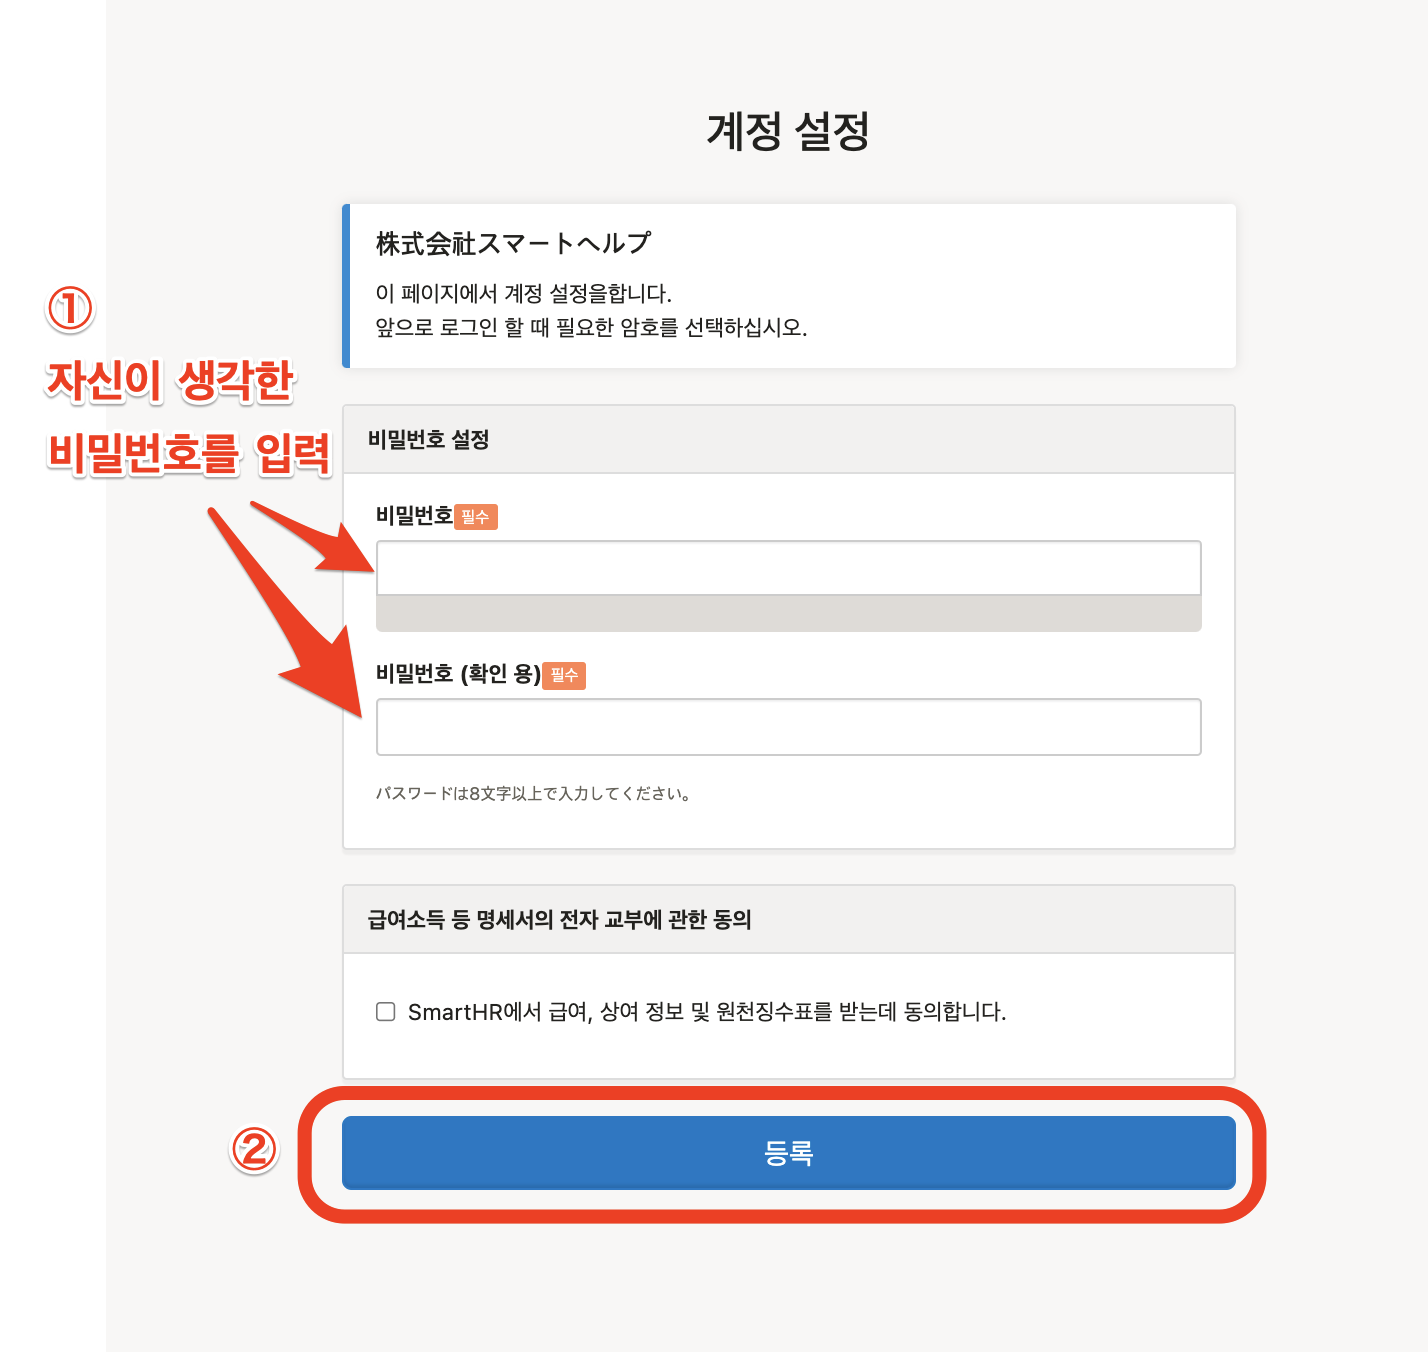 계정 설정
株式会社スマートヘルプ
이 페이지에서 계정 설정을합니다.
앞으로 로그인 할 때 필요한 암호를 선택하십시오.
①
자신이 생각한
비밀번호를 입력
비밀번호 설정
비밀번호 필수
비밀번호 (확인 용) 필수
パスワードは8文字以上で入力してください。
급여소득 등 명세서의 전자 교부에 관한 동의
SmartHR에서 급여, 상여 정보 및 원천징수표를 받는데 동의합니다.
②
등록